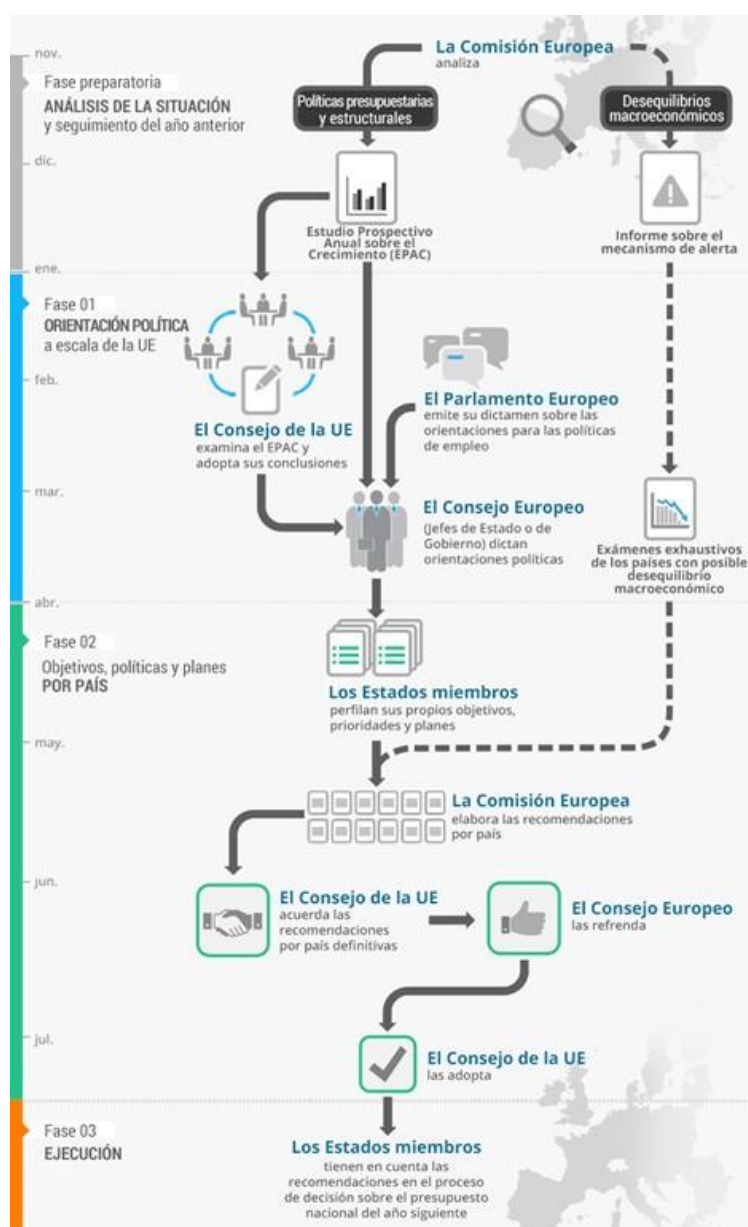 nov.
La Comisión Europea
analiza
Fase preparatoria
ANÁLISIS DE LA SITUACIÓN
y seguimiento del año anterior
Políticas presupuestarias
y estructurales
Desequilibrios
macroeconómicos
dic.
Estudio Prospectivo
Anual sobre el
Crecimiento (EPAC)
Informe sobre el
mecanismo de alerta
ene.
Fase 01
ORIENTACIÓN POLÍTICA
a escala de la UE
feb.
El Parlamento Europeo
emite su dictamen sobre las
orientaciones para las políticas
de empleo
El Consejo de la UE
examina el EPAC y
adopta sus conclusiones
mar.
El Consejo Europeo
(Jefes de Estado o de
Gobierno) dictan
orientaciones políticas
Exámenes exhaustivos
de los países con posible
desequilibrio
macroeconómico
abr.
Fase 02
Objetivos, políticas y planes
POR PAÍS
Los Estados miembros
perfilan sus propios objetivos,
prioridades y planes
may.
La Comisión Europea
elabora las recomendaciones
por país
jun.
El Consejo de la UE
acuerda las
recomendaciones
por país definitivas
El Consejo Europeo
las refrenda
jul.
El Consejo de la UE
las adopta
Fase 03
EJECUCIÓN
Los Estados miembros
tienen en cuenta las
recomendaciones en el proceso
de decisión sobre el presupuesto
nacional del año siguiente